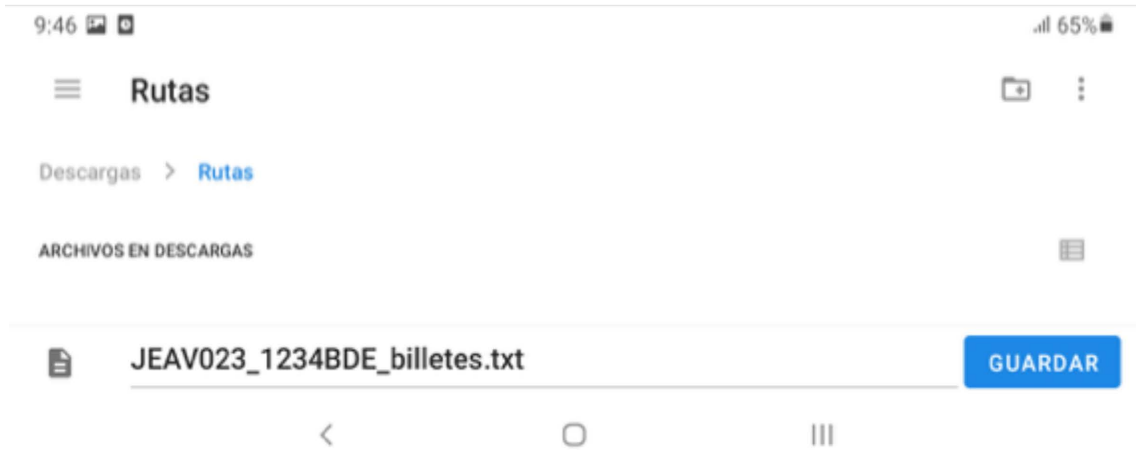 9:46 65%
Rutas
Descargas > Rutas
ARCHIVOS EN DESCARGAS
JEAV023_1234BDE_billetes.txt GUARDAR